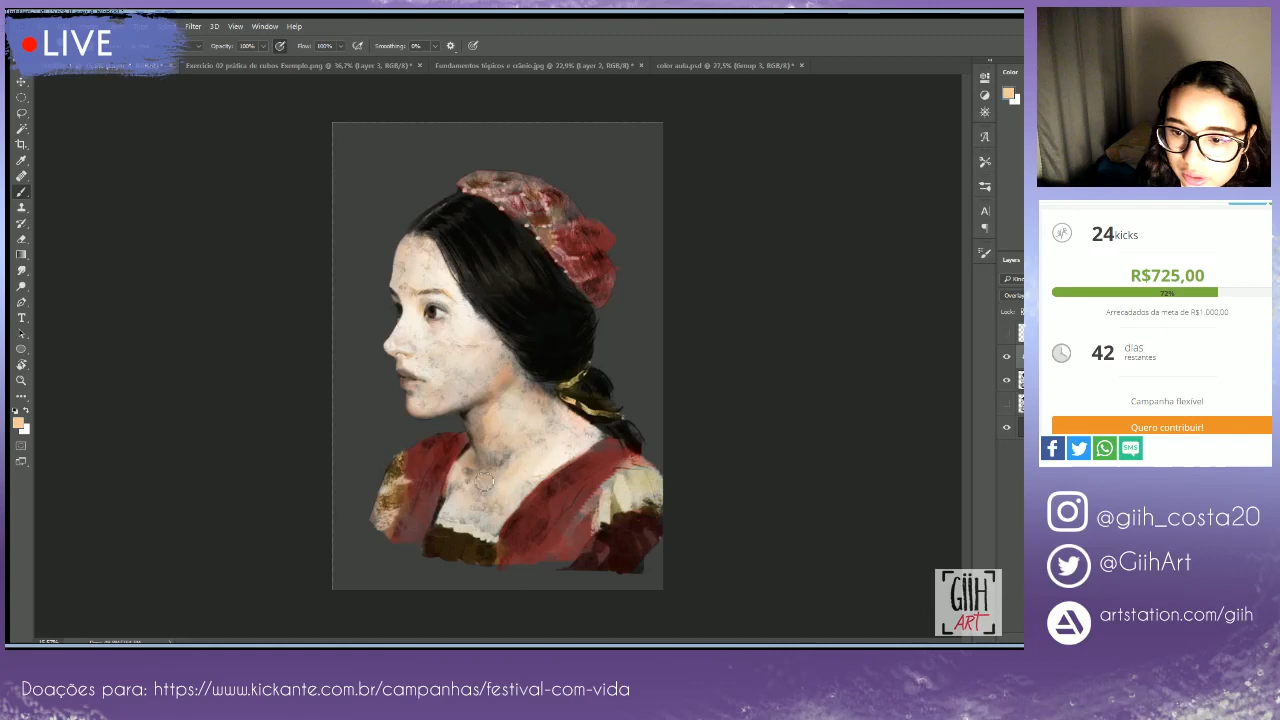 LIVE
Filter 3D View Window Help
Opacity: 100% Flow: 100% Smoothing: 0%
Exercício 02 prática de cubos Exemplo.png @ 36,7% (Layer 3, RGB/8) * × Fundamentos tópicos e crânio.jpg @ 22,9% (Layer 2, RGB/8) * × color aula.psd @ 27,5% (Group 3, RGB/8) * ×
Color
Layers
Lock:
24 kicks
R$725,00
72%
Arrecadados da meta de R$1.000,00
42 dias
restantes
Campanha flexível
Quero contribuir!
SMS
@giih_costa20
@GiihArt
artstation.com/giih
GiiH
ART
Doações para: https://www.kickante.com.br/campanhas/festival-com-vida